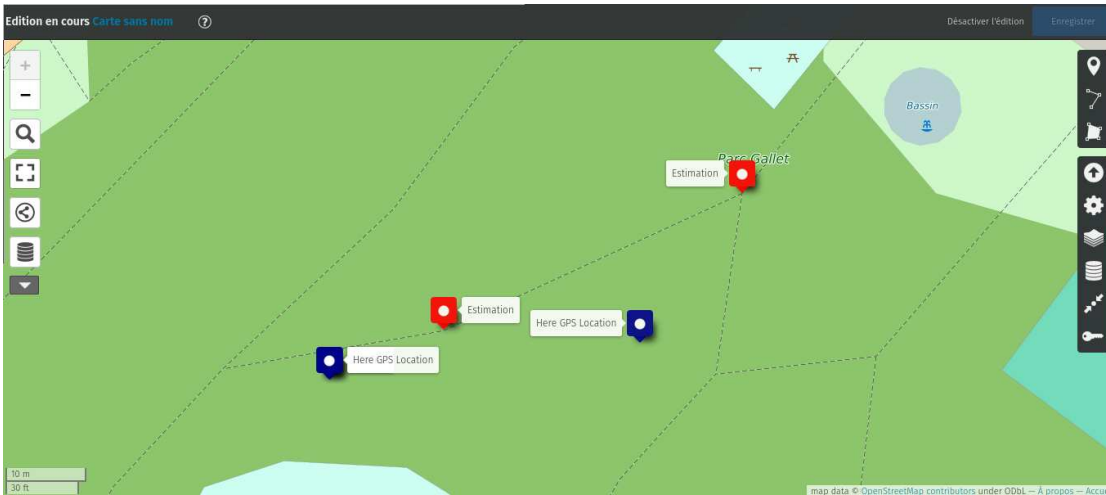 Edition en cours Carte sans nom ?
Désactiver l'édition
Enregistrer
Bassin
Parc Gallet
Estimation
Estimation
Here GPS Location
Here GPS Location
10 m
30 ft
map data © OpenStreetMap contributors under ODbL — À propos — Accu